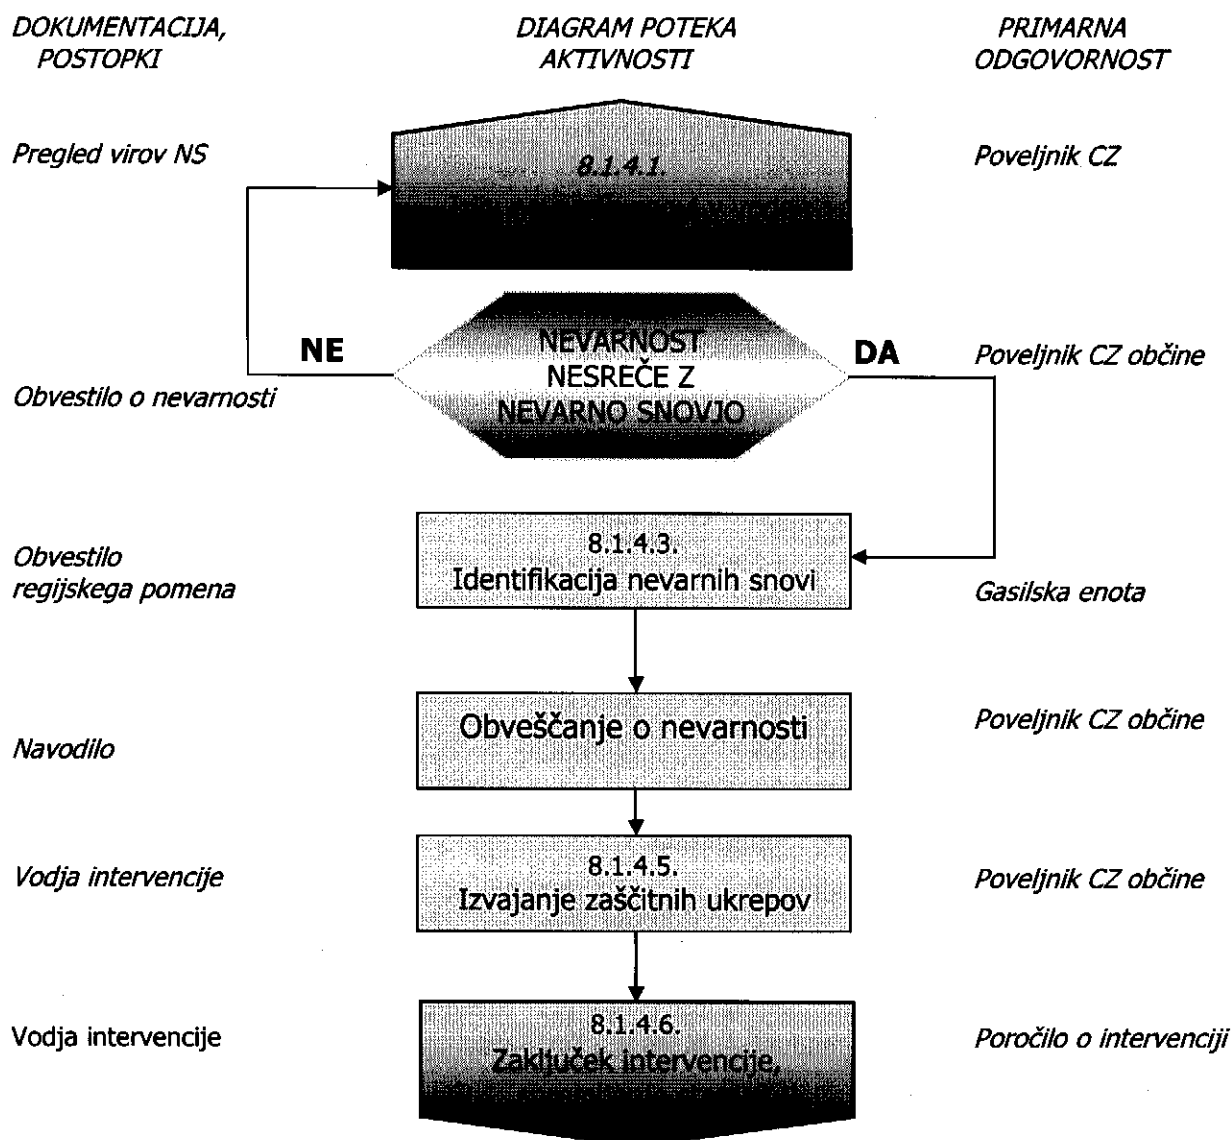 DOKUMENTACIJA,
POSTOPKI
DIAGRAM POTEKA
AKTIVNOSTI
PRIMARNA
ODGOVORNOST
Pregled virov NS
8.1.4.1.
Poveljnik CZ
NE
NEVARNOST
NESREČE Z
NEVARNO SNOVJO
DA
Poveljnik CZ občine
Obvestilo o nevarnosti
Obvestilo
regijskega pomena
8.1.4.3.
Identifikacija nevarnih snovi
Gasilska enota
Navodilo
Obveščanje o nevarnosti
Poveljnik CZ občine
Vodja intervencije
8.1.4.5.
Izvajanje zaščitnih ukrepov
Poveljnik CZ občine
Vodja intervencije
8.1.4.6.
Zaključek intervencije,
Poročilo o intervenciji